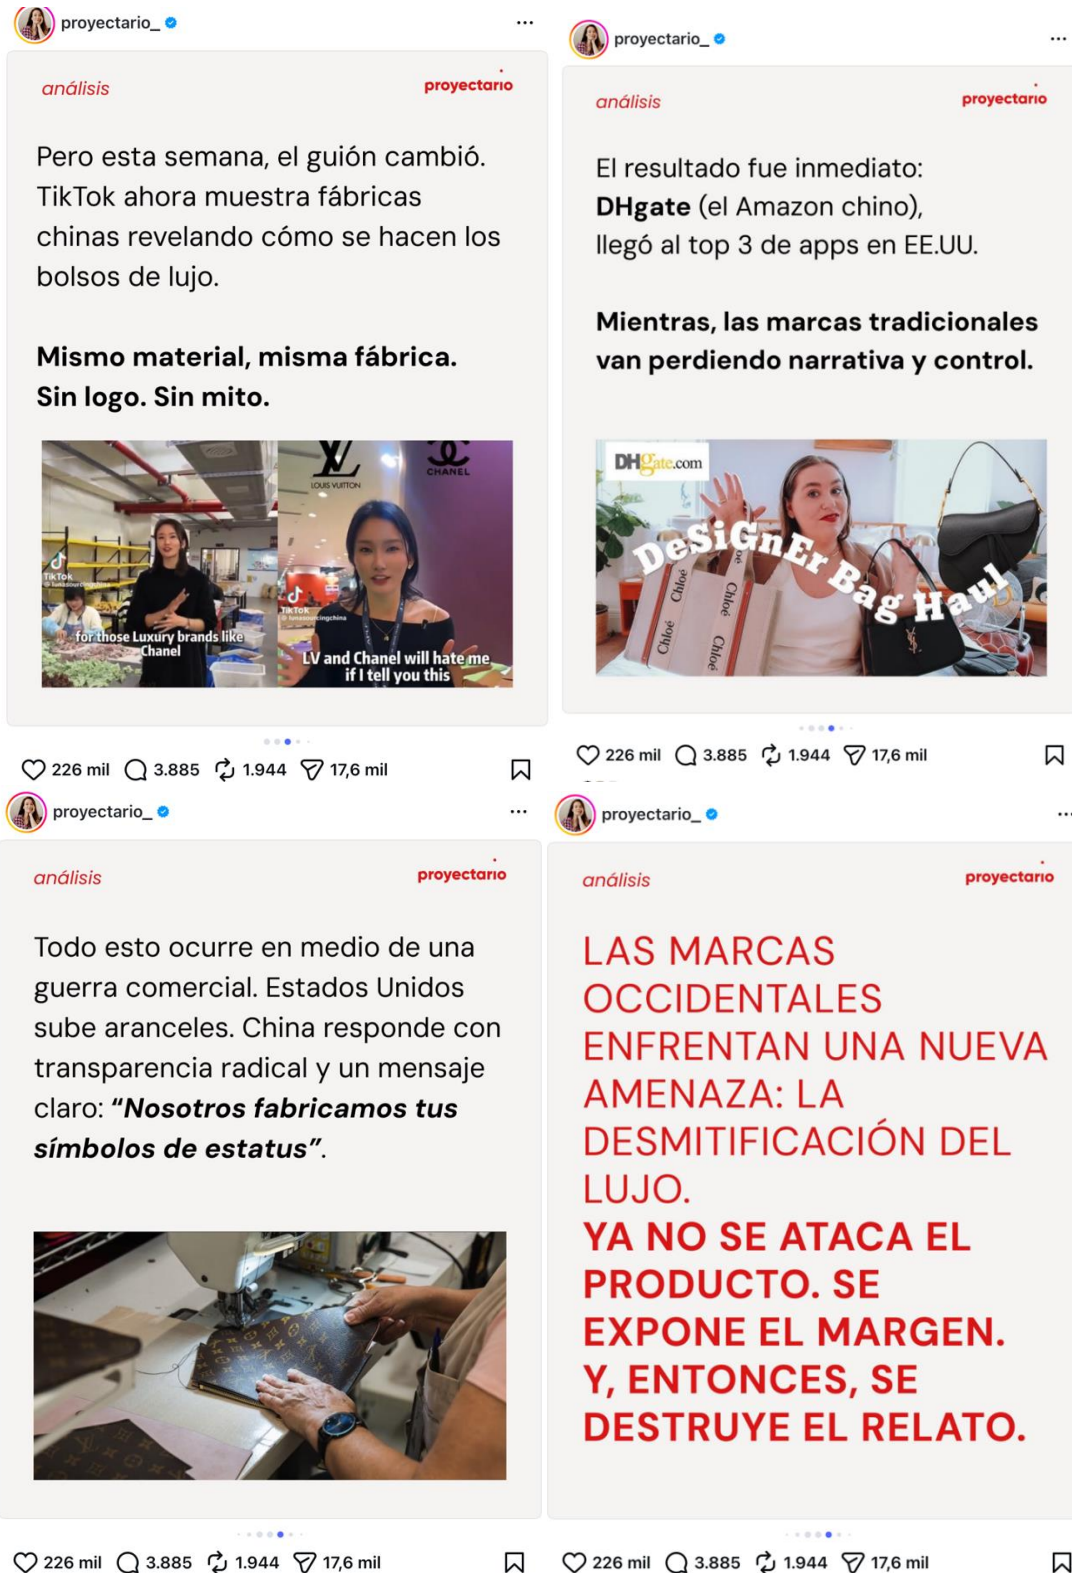 proyectario_
análisis
proyectario
Pero esta semana, el guión cambió.
TikTok ahora muestra fábricas
chinas revelando cómo se hacen los
bolsos de lujo.
Mismo material, misma fábrica.
Sin logo. Sin mito.
TikTok
for those Luxury brands like
Chanel
LOUIS VUITTON
CHANEL
TikTok
LV and Chanel will hate me
if I tell you this
226 mil 3.885 1.944 17,6 mil
proyectario_
análisis
proyectario
El resultado fue inmediato:
DHgate (el Amazon chino),
llegó al top 3 de apps en EE.UU.
Mientras, las marcas tradicionales
van perdiendo narrativa y control.
DHgate.com
DeSiGnEr Bag Haul
Chloé
Chloé
Chloé
Chloé
226 mil 3.885 1.944 17,6 mil
proyectario_
análisis
proyectario
Todo esto ocurre en medio de una
guerra comercial. Estados Unidos
sube aranceles. China responde con
transparencia radical y un mensaje
claro: “Nosotros fabricamos tus
símbolos de estatus”.
226 mil 3.885 1.944 17,6 mil
proyectario_
análisis
proyectario
LAS MARCAS
OCCIDENTALES
ENFRENTAN UNA NUEVA
AMENAZA: LA
DESMITIFICACIÓN DEL
LUJO.
YA NO SE ATACA EL
PRODUCTO. SE
EXPONE EL MARGEN.
Y, ENTONCES, SE
DESTRUYE EL RELATO.
226 mil 3.885 1.944 17,6 mil